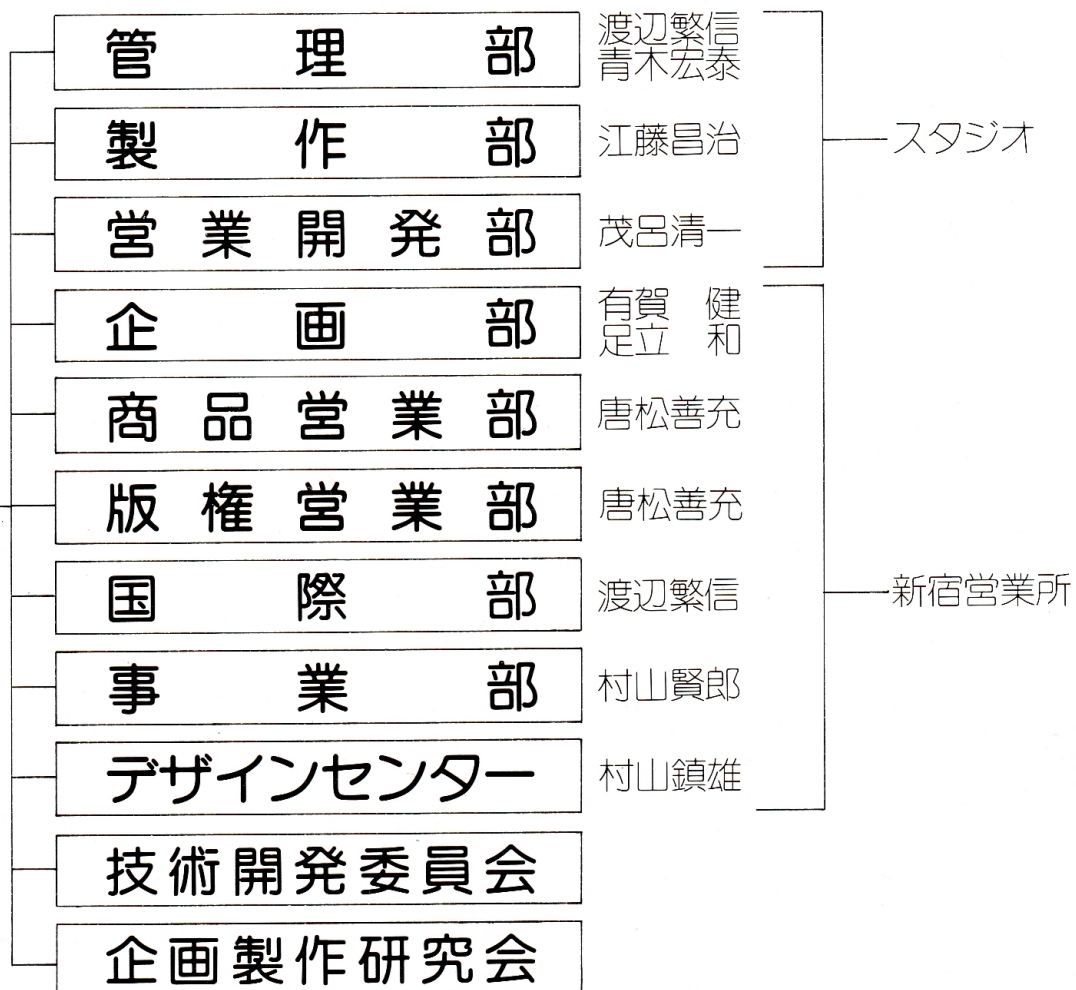 管理部
渡辺繁信
青木宏泰
製作部
江藤昌治
スタジオ
営業開発部
茂呂清一
企画部
有賀 健
足立 和
商品営業部
唐松善充
版権営業部
唐松善充
国際部
渡辺繁信
新宿営業所
事業部
村山賢郎
デザインセンター
村山鎮雄
技術開発委員会
企画製作研究会